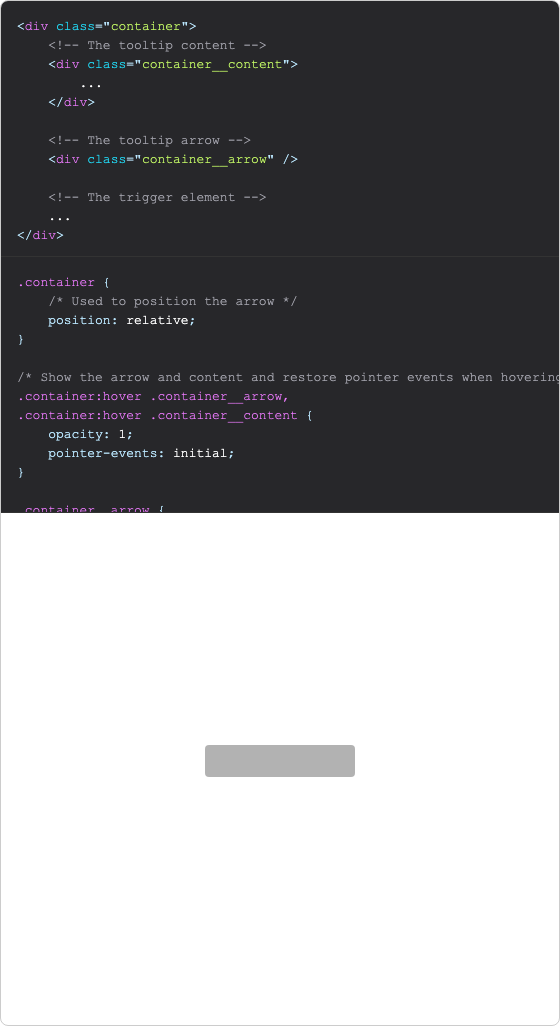 <div class="container">
    <!-- The tooltip content -->
    <div class="container__content">
        ...
    </div>

    <!-- The tooltip arrow -->
    <div class="container__arrow" />

    <!-- The trigger element -->
    ...
</div>

.container {
    /* Used to position the arrow */
    position: relative;
}

/* Show the arrow and content and restore pointer events when hovering
.container:hover .container__arrow,
.container:hover .container__content {
    opacity: 1;
    pointer-events: initial;
}

.container__arrow {